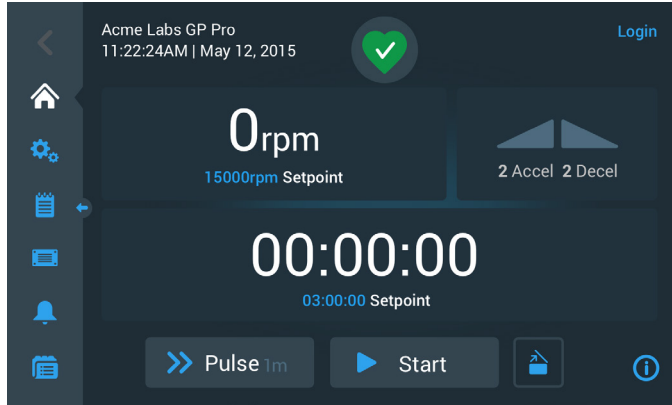 Acme Labs GP Pro
11:22:24AM | May 12, 2015
Login
0rpm
15000rpm Setpoint
2 Accel 2 Decel
00:00:00
03:00:00 Setpoint
Pulse 1m
Start